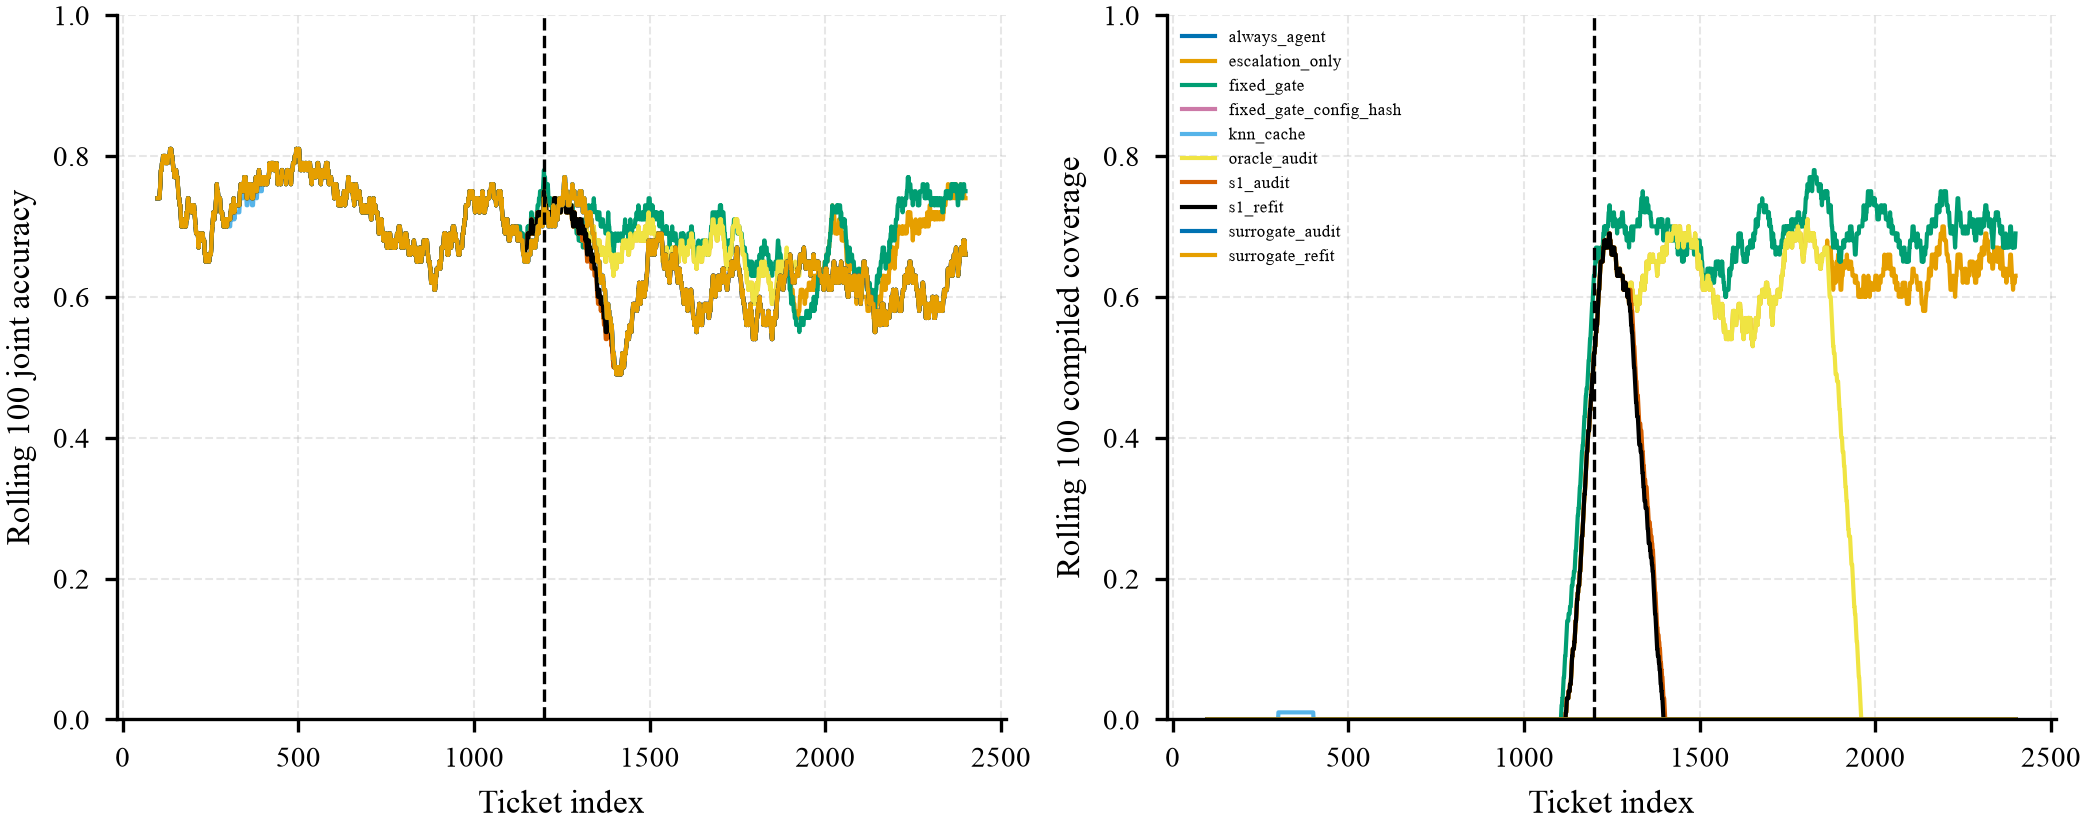 Rolling 100 joint accuracy
1.0
0.8
0.6
0.4
0.2
0.0
0
500
1000
1500
2000
2500
Ticket index
Rolling 100 compiled coverage
1.0
0.8
0.6
0.4
0.2
0.0
always_agent
escalation_only
fixed_gate
fixed_gate_config_hash
knn_cache
oracle_audit
s1_audit
s1_refit
surrogate_audit
surrogate_refit
0
500
1000
1500
2000
2500
Ticket index